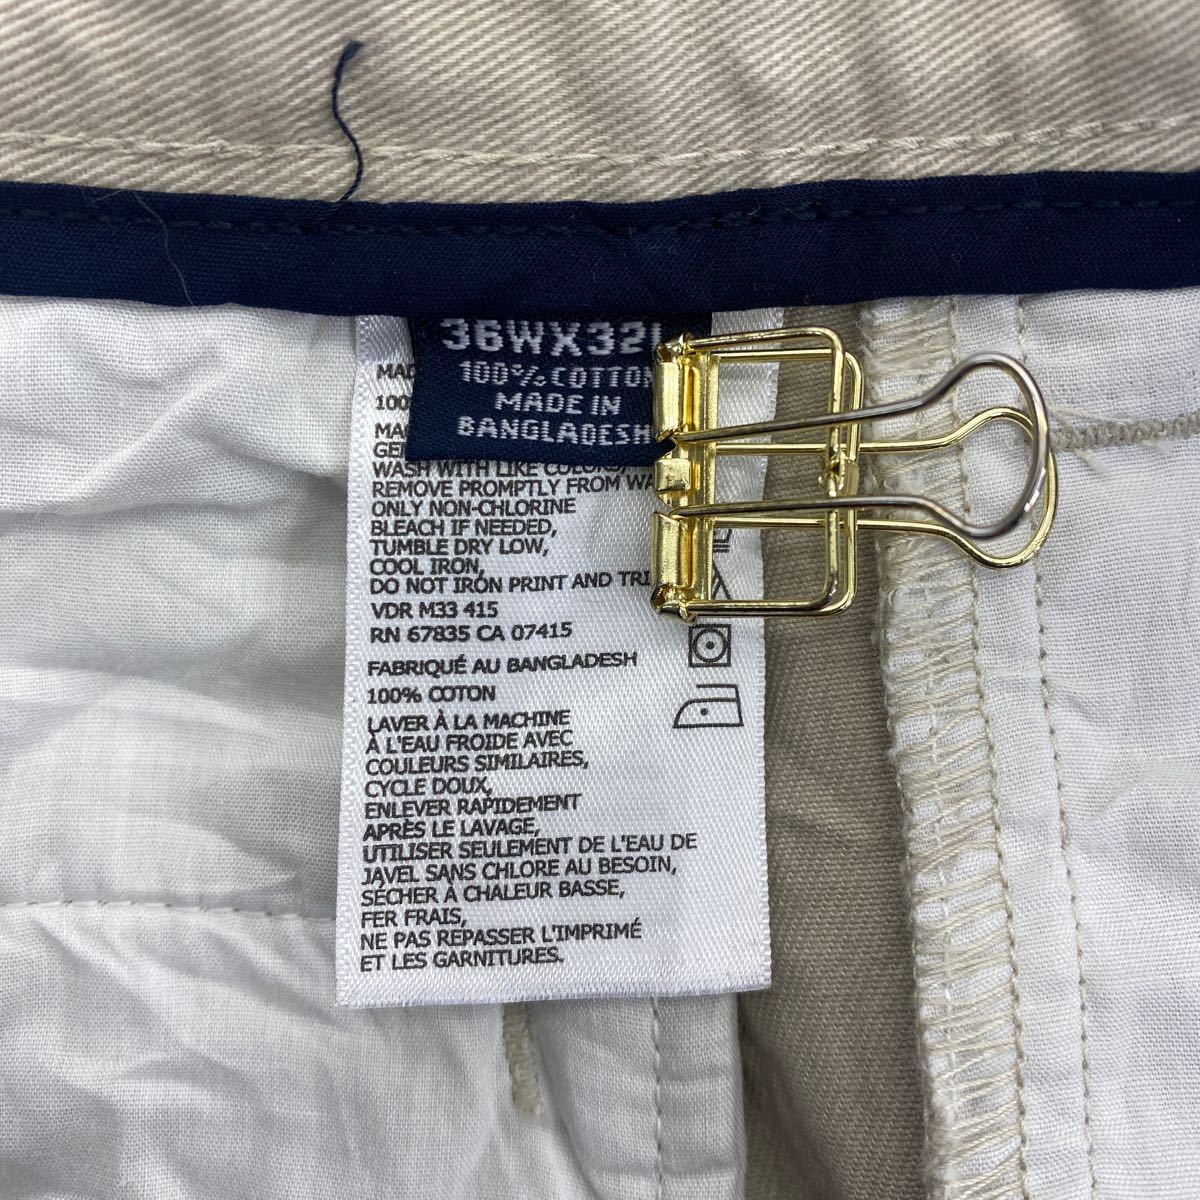 36WX32L
100% COTTON
MADE IN
BANGLADESH
WASH WITH LIKE COLORS,
REMOVE PROMPTLY FROM
ONLY NON-CHLORINE
BLEACH IF NEEDED,
TUMBLE DRY LOW,
COOL IRON,
DO NOT IRON PRINT AND
VDR M33 415
RN 67835 CA 07415
FABRIQUÉ AU BANGLADESH
100% COTON
LAVER À LA MACHINE
À L'EAU FROIDE AVEC
COULEURS SIMILAIRES,
CYCLE DOUX,
ENLEVER RAPIDEMENT
APRÈS LE LAVAGE,
UTILISER SEULEMENT DE L'EAU DE
JAVEL SANS CHLORE AU BESOIN,
SÉCHER À CHALEUR BASSE,
FER FRAIS,
NE PAS REPASSER L'IMPRIMÉ
ET LES GARNITURES.